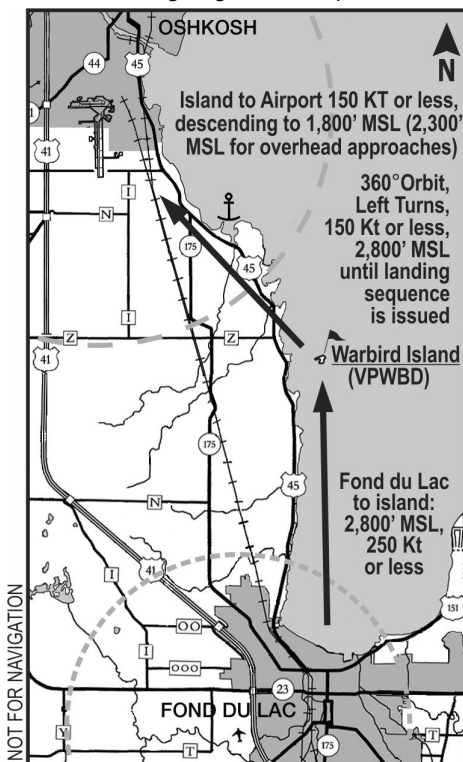 OSHKOSH
44
45
N
Island to Airport 150 KT or less,
descending to 1,800' MSL (2,300'
MSL for overhead approaches)
41
I
360°Orbit,
Left Turns,
150 Kt or less,
2,800' MSL
until landing
sequence
is issued
N
175
45
I
Z
Z
41
Warbird Island
(VPWBD)
175
45
Fond du Lac
to island:
2,800' MSL,
250 Kt
or less
N
41
I
151
OO
I
OOO
23
FOND DU LAC
Y
T
175
T
NOT FOR NAVIGATION